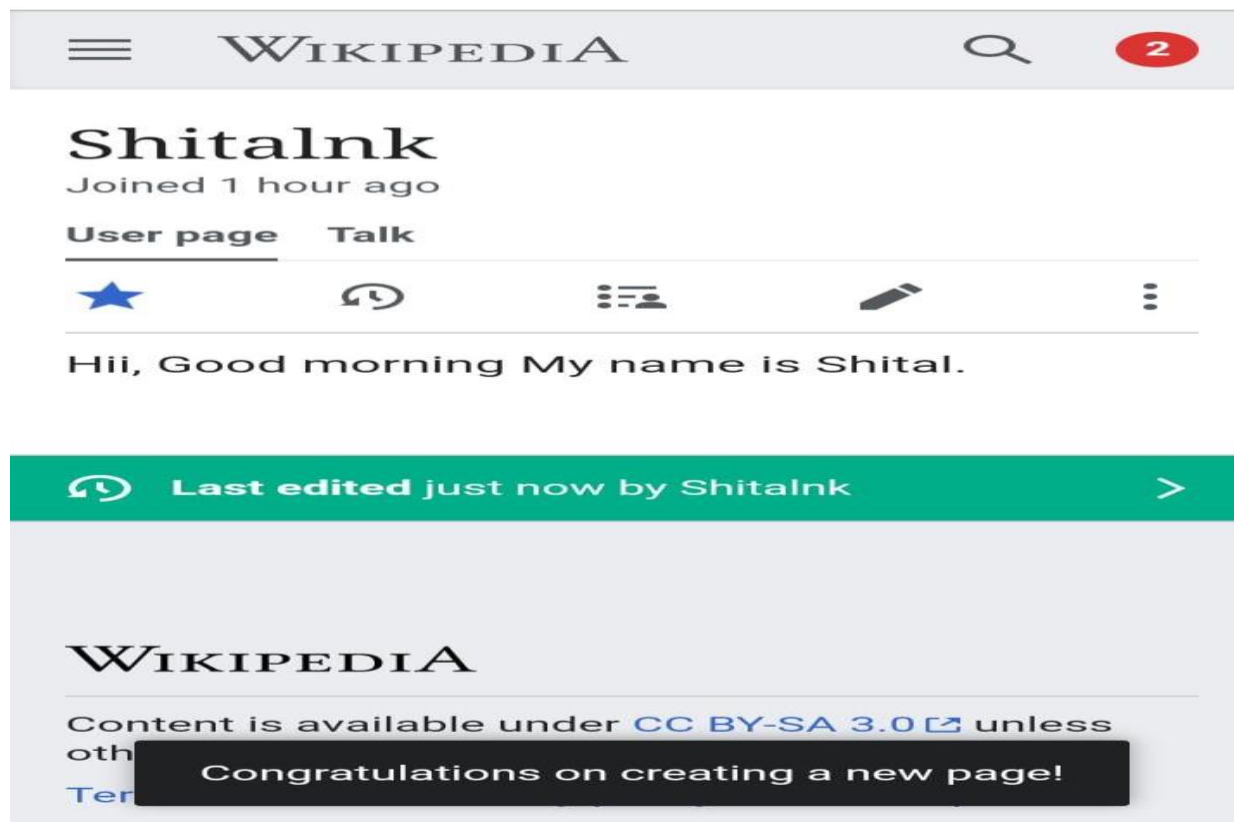 WIKIPEDIA
2
Shitalnk
Joined 1 hour ago
User page Talk
Hii, Good morning My name is Shital.
Last edited just now by Shitalnk
WIKIPEDIA
Content is available under CC BY-SA 3.0 unless
oth
Congratulations on creating a new page!
Ter